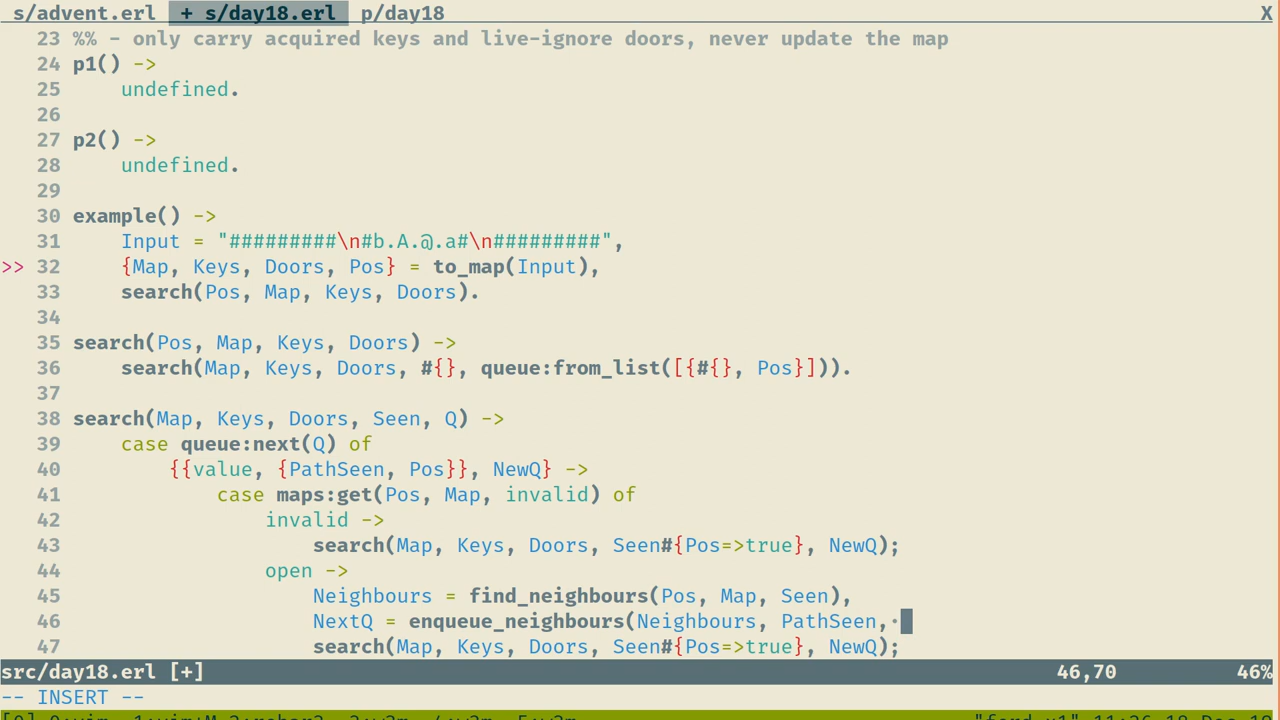 s/advent.erl + s/day18.erl p/day18 X
23 %% - only carry acquired keys and live-ignore doors, never update the map
24 p1() ->
25     undefined.
26
27 p2() ->
28     undefined.
29
30 example() ->
31     Input = "#########\n#b.A.@.a#\n#########",
>> 32     {Map, Keys, Doors, Pos} = to_map(Input),
33     search(Pos, Map, Keys, Doors).
34
35 search(Pos, Map, Keys, Doors) ->
36     search(Map, Keys, Doors, #{}, queue:from_list([{#{}, Pos}])).
37
38 search(Map, Keys, Doors, Seen, Q) ->
39     case queue:next(Q) of
40         {{value, {PathSeen, Pos}}, NewQ} ->
41             case maps:get(Pos, Map, invalid) of
42                 invalid ->
43                     search(Map, Keys, Doors, Seen#{Pos=>true}, NewQ);
44                 open ->
45                     Neighbours = find_neighbours(Pos, Map, Seen),
46                     NextQ = enqueue_neighbours(Neighbours, PathSeen,·
47                     search(Map, Keys, Doors, Seen#{Pos=>true}, NewQ);
src/day18.erl [+] 46,70 46%
-- INSERT --